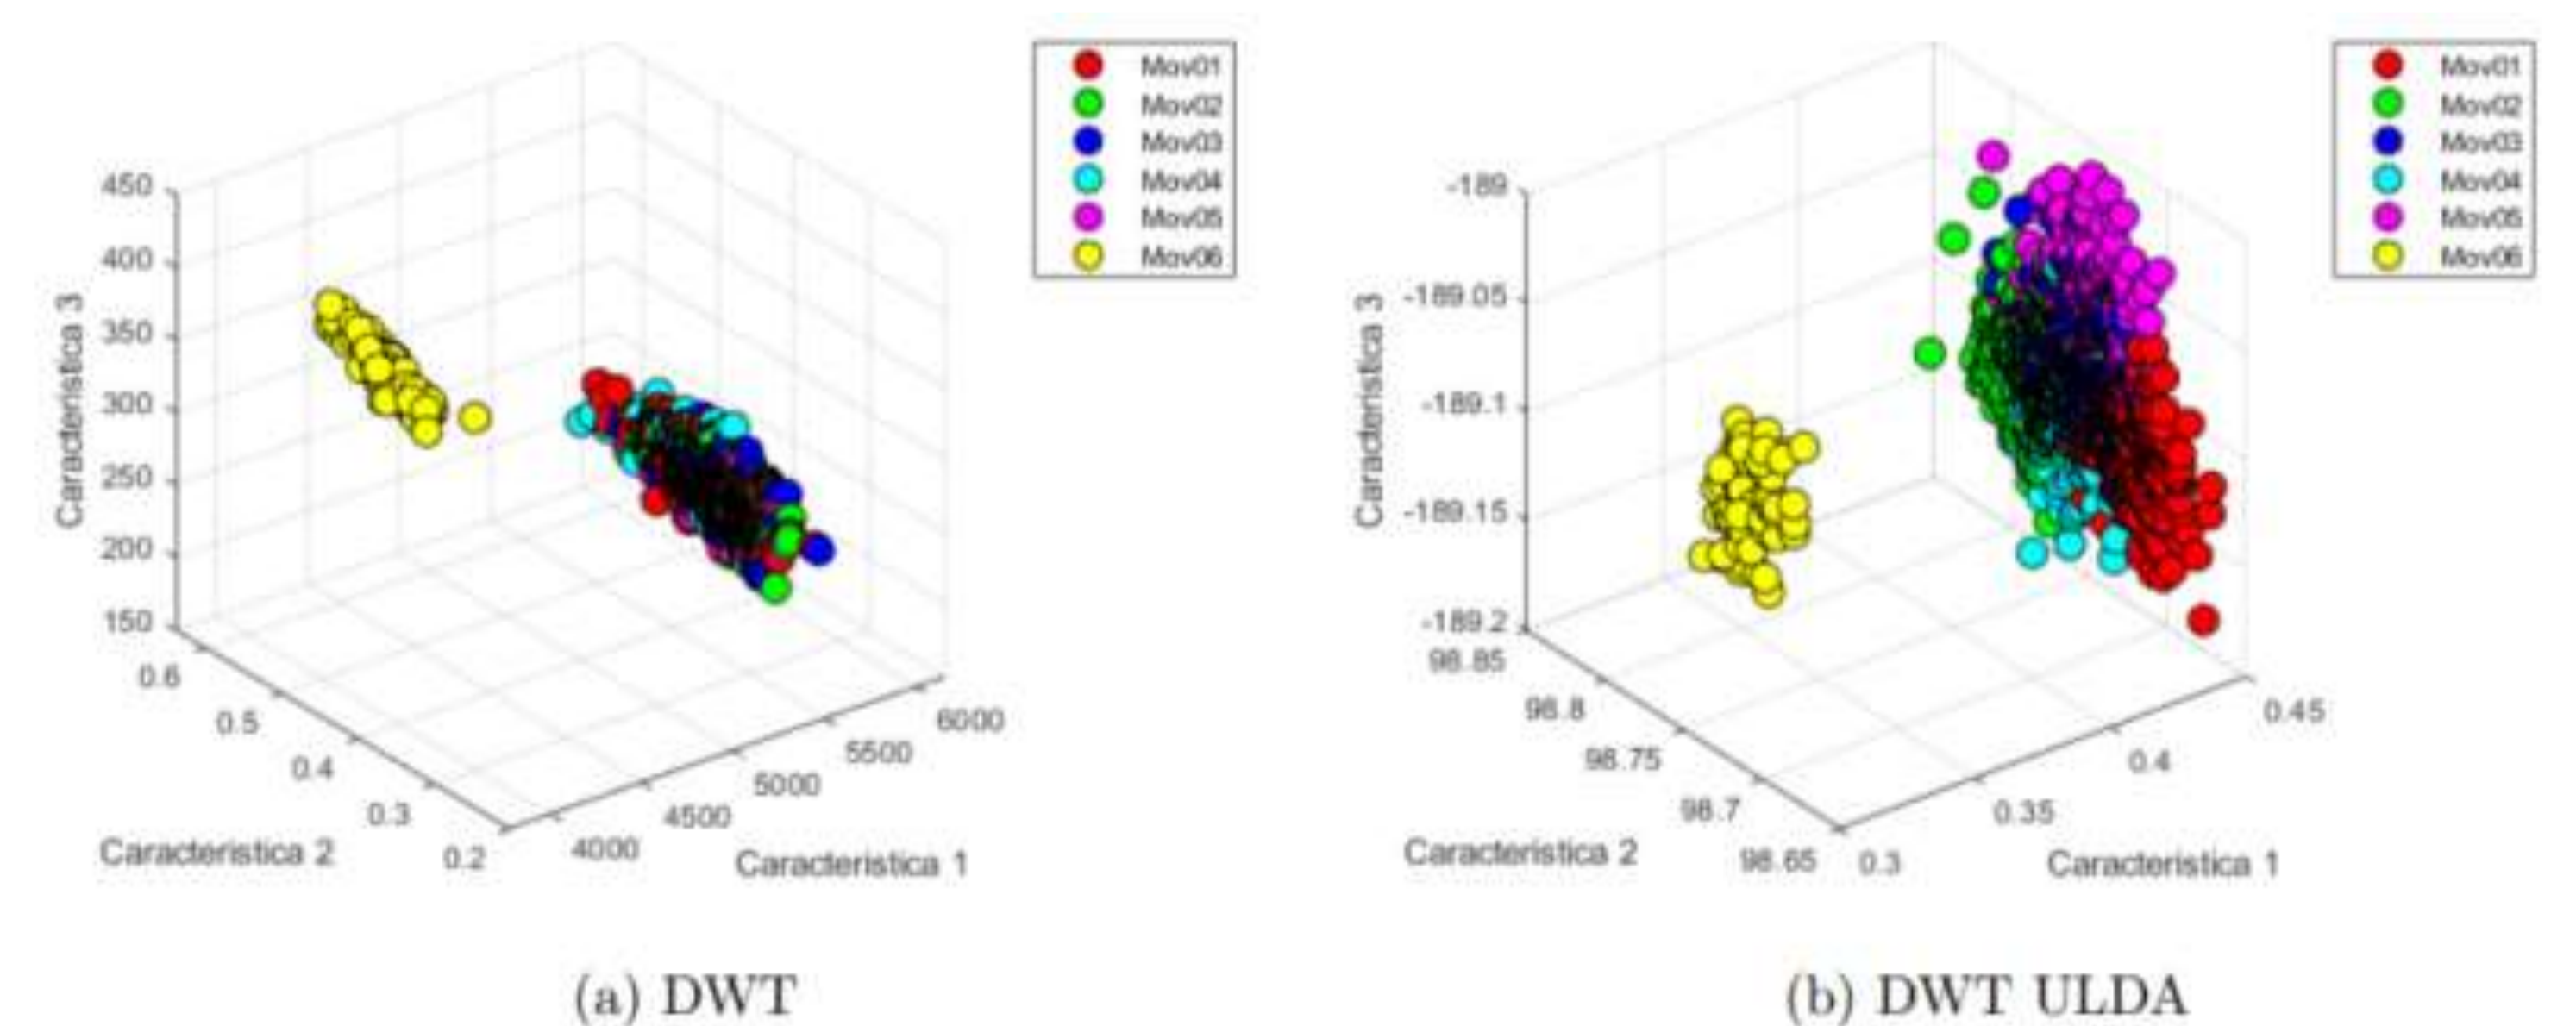 Mov01
Mov02
Mov03
Mov04
Mov05
Mov06
450
400
350
300
250
200
150
Caracteristica 3
0.6
0.5
0.4
0.3
0.2
Caracteristica 2
4000
4500
5000
5500
6000
Caracteristica 1
(a) DWT
Mov01
Mov02
Mov03
Mov04
Mov05
Mov06
-189
-189.05
-189.1
-189.15
-189.2
Caracteristica 3
98.85
98.8
98.75
98.7
98.65
Caracteristica 2
0.3
0.35
0.4
0.45
Caracteristica 1
(b) DWT ULDA